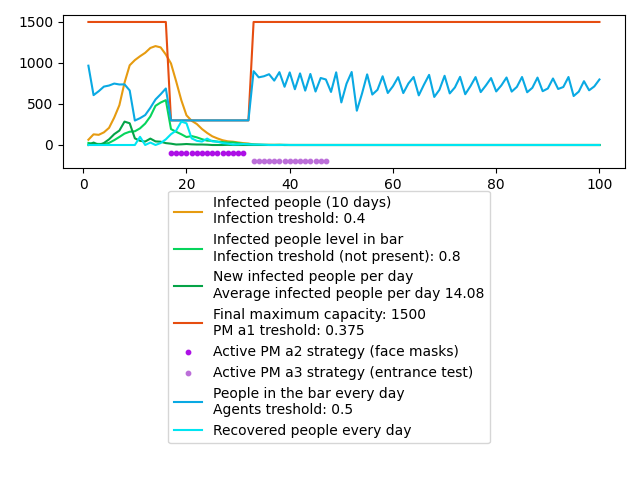 1500
1000
500
0
0 20 40 60 80 100
Infected people (10 days)
Infection treshold: 0.4
Infected people level in bar
Infection treshold (not present): 0.8
New infected people per day
Average infected people per day 14.08
Final maximum capacity: 1500
PM a1 treshold: 0.375
Active PM a2 strategy (face masks)
Active PM a3 strategy (entrance test)
People in the bar every day
Agents treshold: 0.5
Recovered people every day